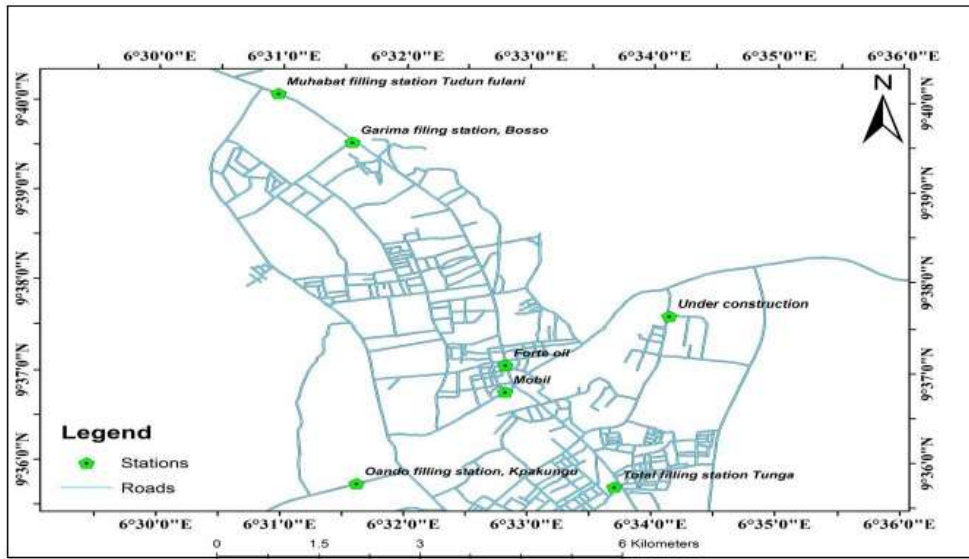 6°30'0"E 6°31'0"E 6°32'0"E 6°33'0"E 6°34'0"E 6°35'0"E 6°36'0"E
N
Muhabat filling station Tudun fulani
9°40'0"N 9°40'0"N
Garima filing station, Bosso
9°39'0"N 9°39'0"N
9°38'0"N 9°38'0"N
Under construction
Forte oil
9°37'0"N 9°37'0"N
Mobil
Legend
Stations
Roads
9°36'0"N 9°36'0"N
Oando filling station, Kpakungu
Total filling station Tunga
6°30'0"E 6°31'0"E 6°32'0"E 6°33'0"E 6°34'0"E 6°35'0"E 6°36'0"E
0 1.5 3 6 Kilometers